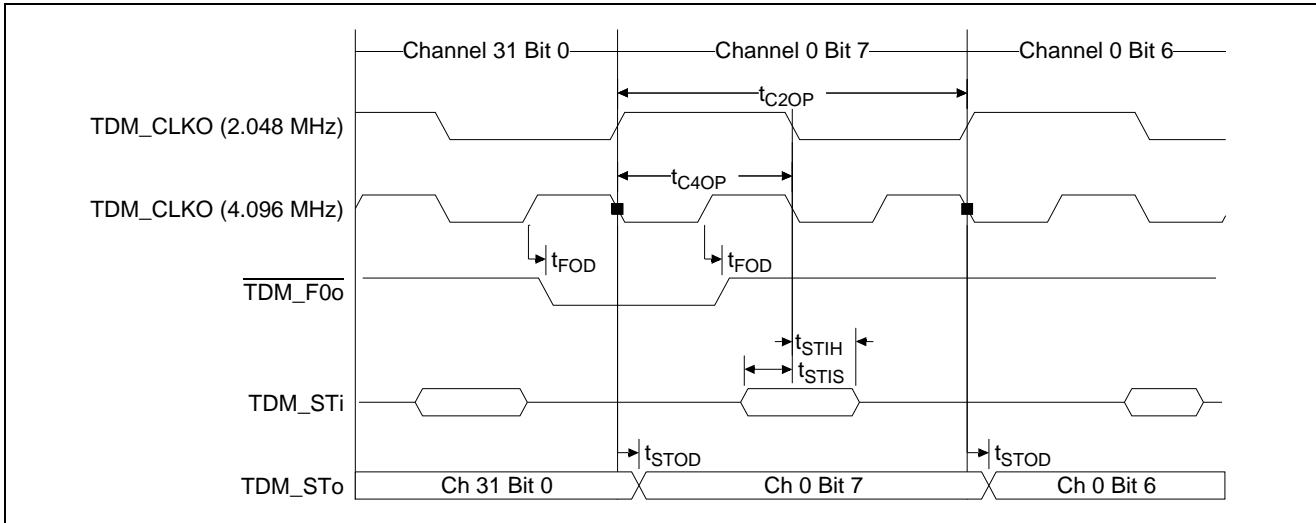 Channel 31 Bit 0 Channel 0 Bit 7 Channel 0 Bit 6
tC2OP
TDM_CLKO (2.048 MHz)
tC4OP
TDM_CLKO (4.096 MHz)
tFOD tFOD
TDM_F0o
tSTIH
tSTIS
TDM_STi
tSTOD tSTOD
TDM_STo Ch 31 Bit 0 Ch 0 Bit 7 Ch 0 Bit 6